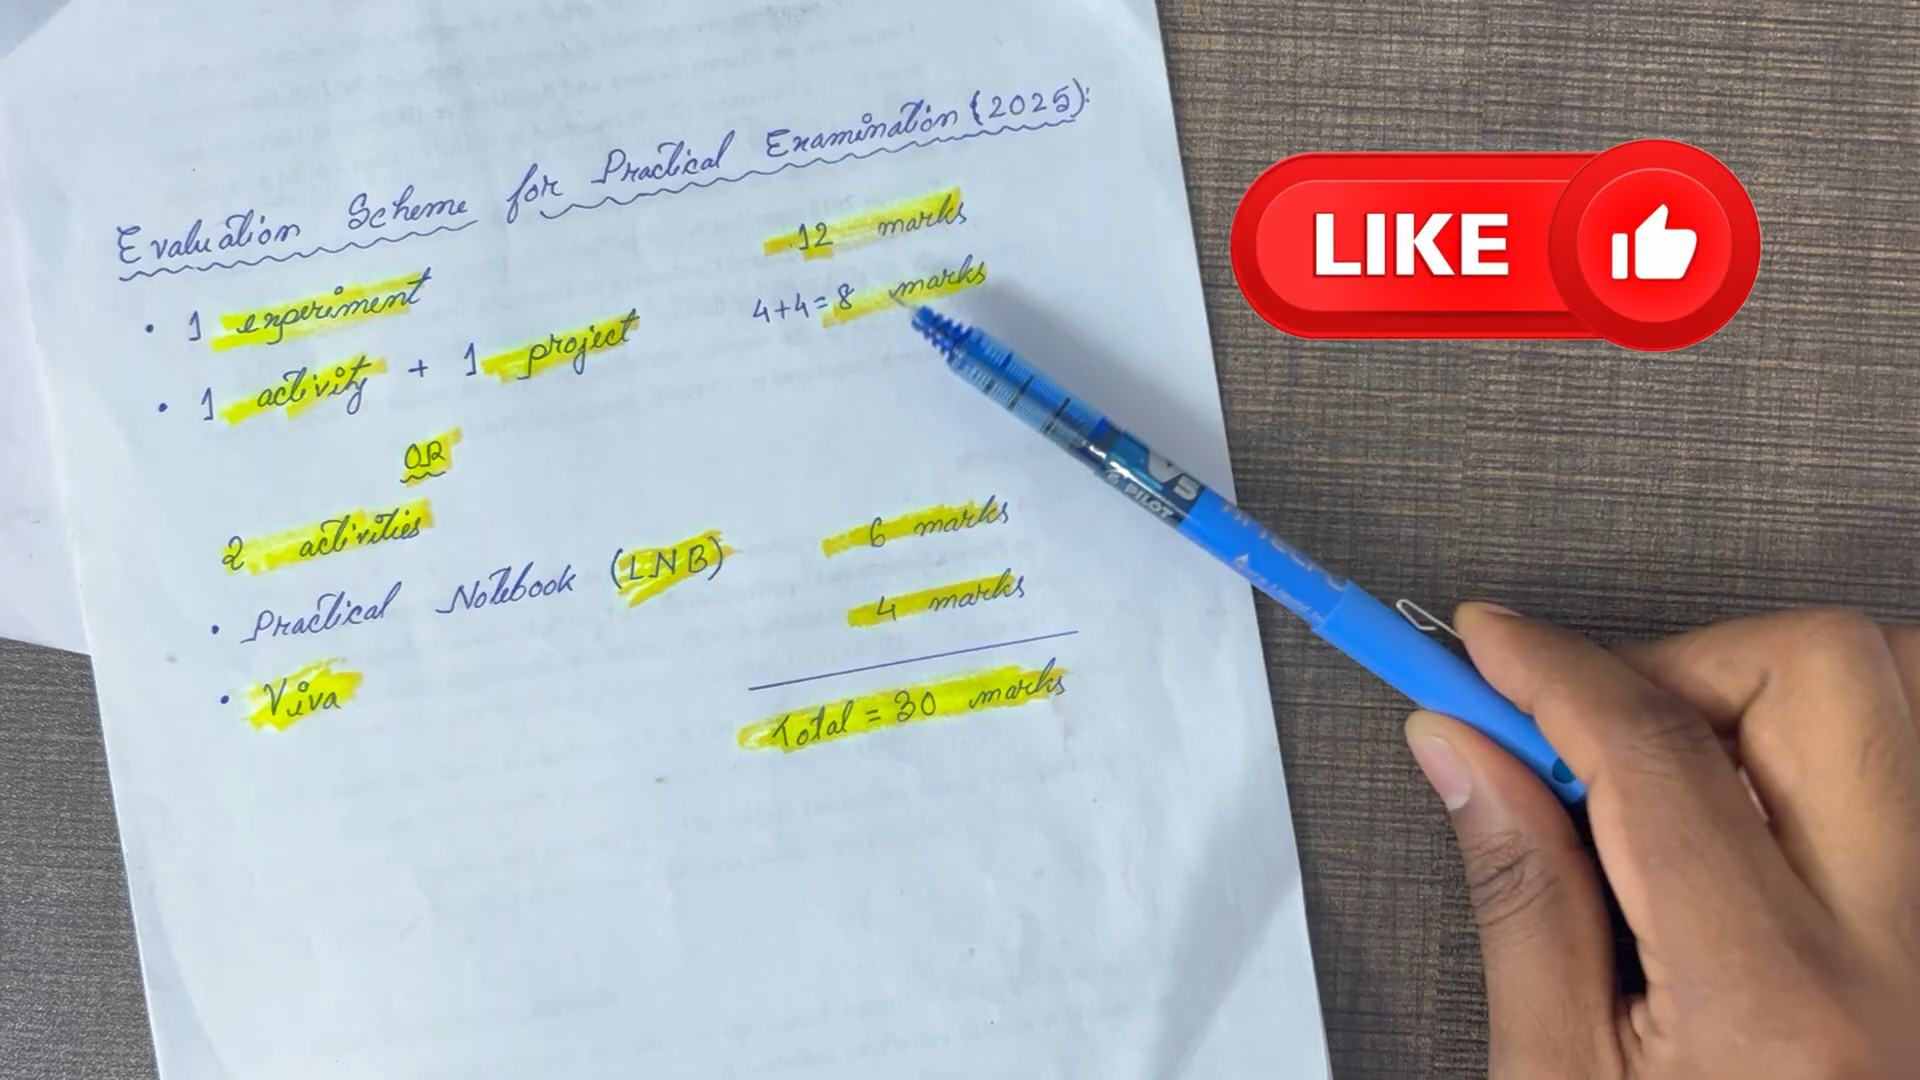 Evaluation Scheme for Practical Examination (2025):
• 1 experiment 12 marks
• 1 activity + 1 project 4+4=8 marks
OR
2 activities
• Practical Notebook (LNB) 6 marks
• Viva 4 marks
Total = 30 marks
LIKE
V5
PILOT